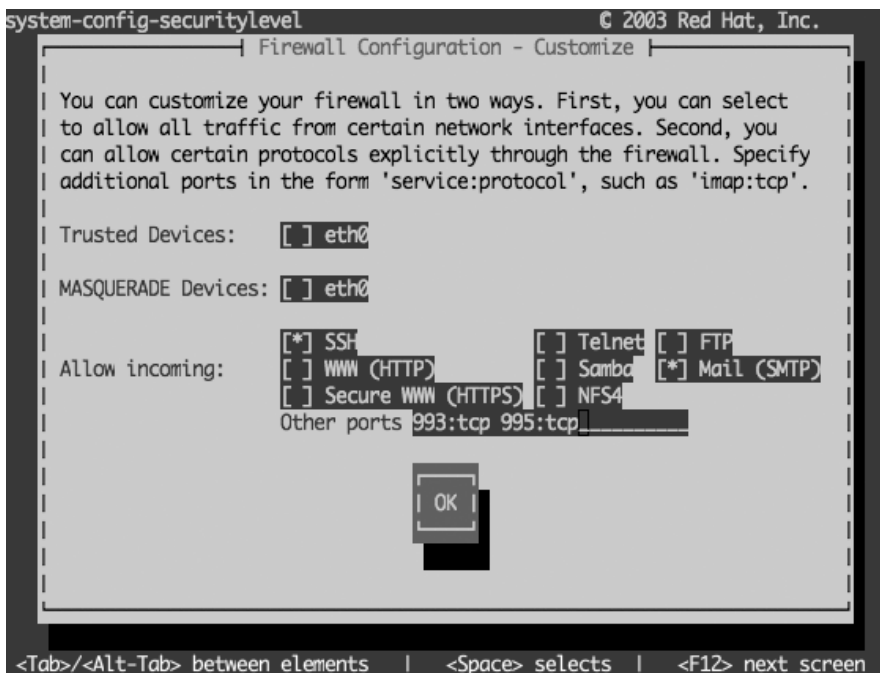 system-config-securitylevel © 2003 Red Hat, Inc.
Firewall Configuration - Customize
You can customize your firewall in two ways. First, you can select
to allow all traffic from certain network interfaces. Second, you
can allow certain protocols explicitly through the firewall. Specify
additional ports in the form 'service:protocol', such as 'imap:tcp'.
Trusted Devices: [ ] eth0
MASQUERADE Devices: [ ] eth0
[*] SSH [ ] Telnet [ ] FTP
Allow incoming: [ ] WWW (HTTP) [ ] Samba [*] Mail (SMTP)
[ ] Secure WWW (HTTPS) [ ] NFS4
Other ports 993:tcp 995:tcp_________
OK
<Tab>/<Alt-Tab> between elements | <Space> selects | <F12> next screen